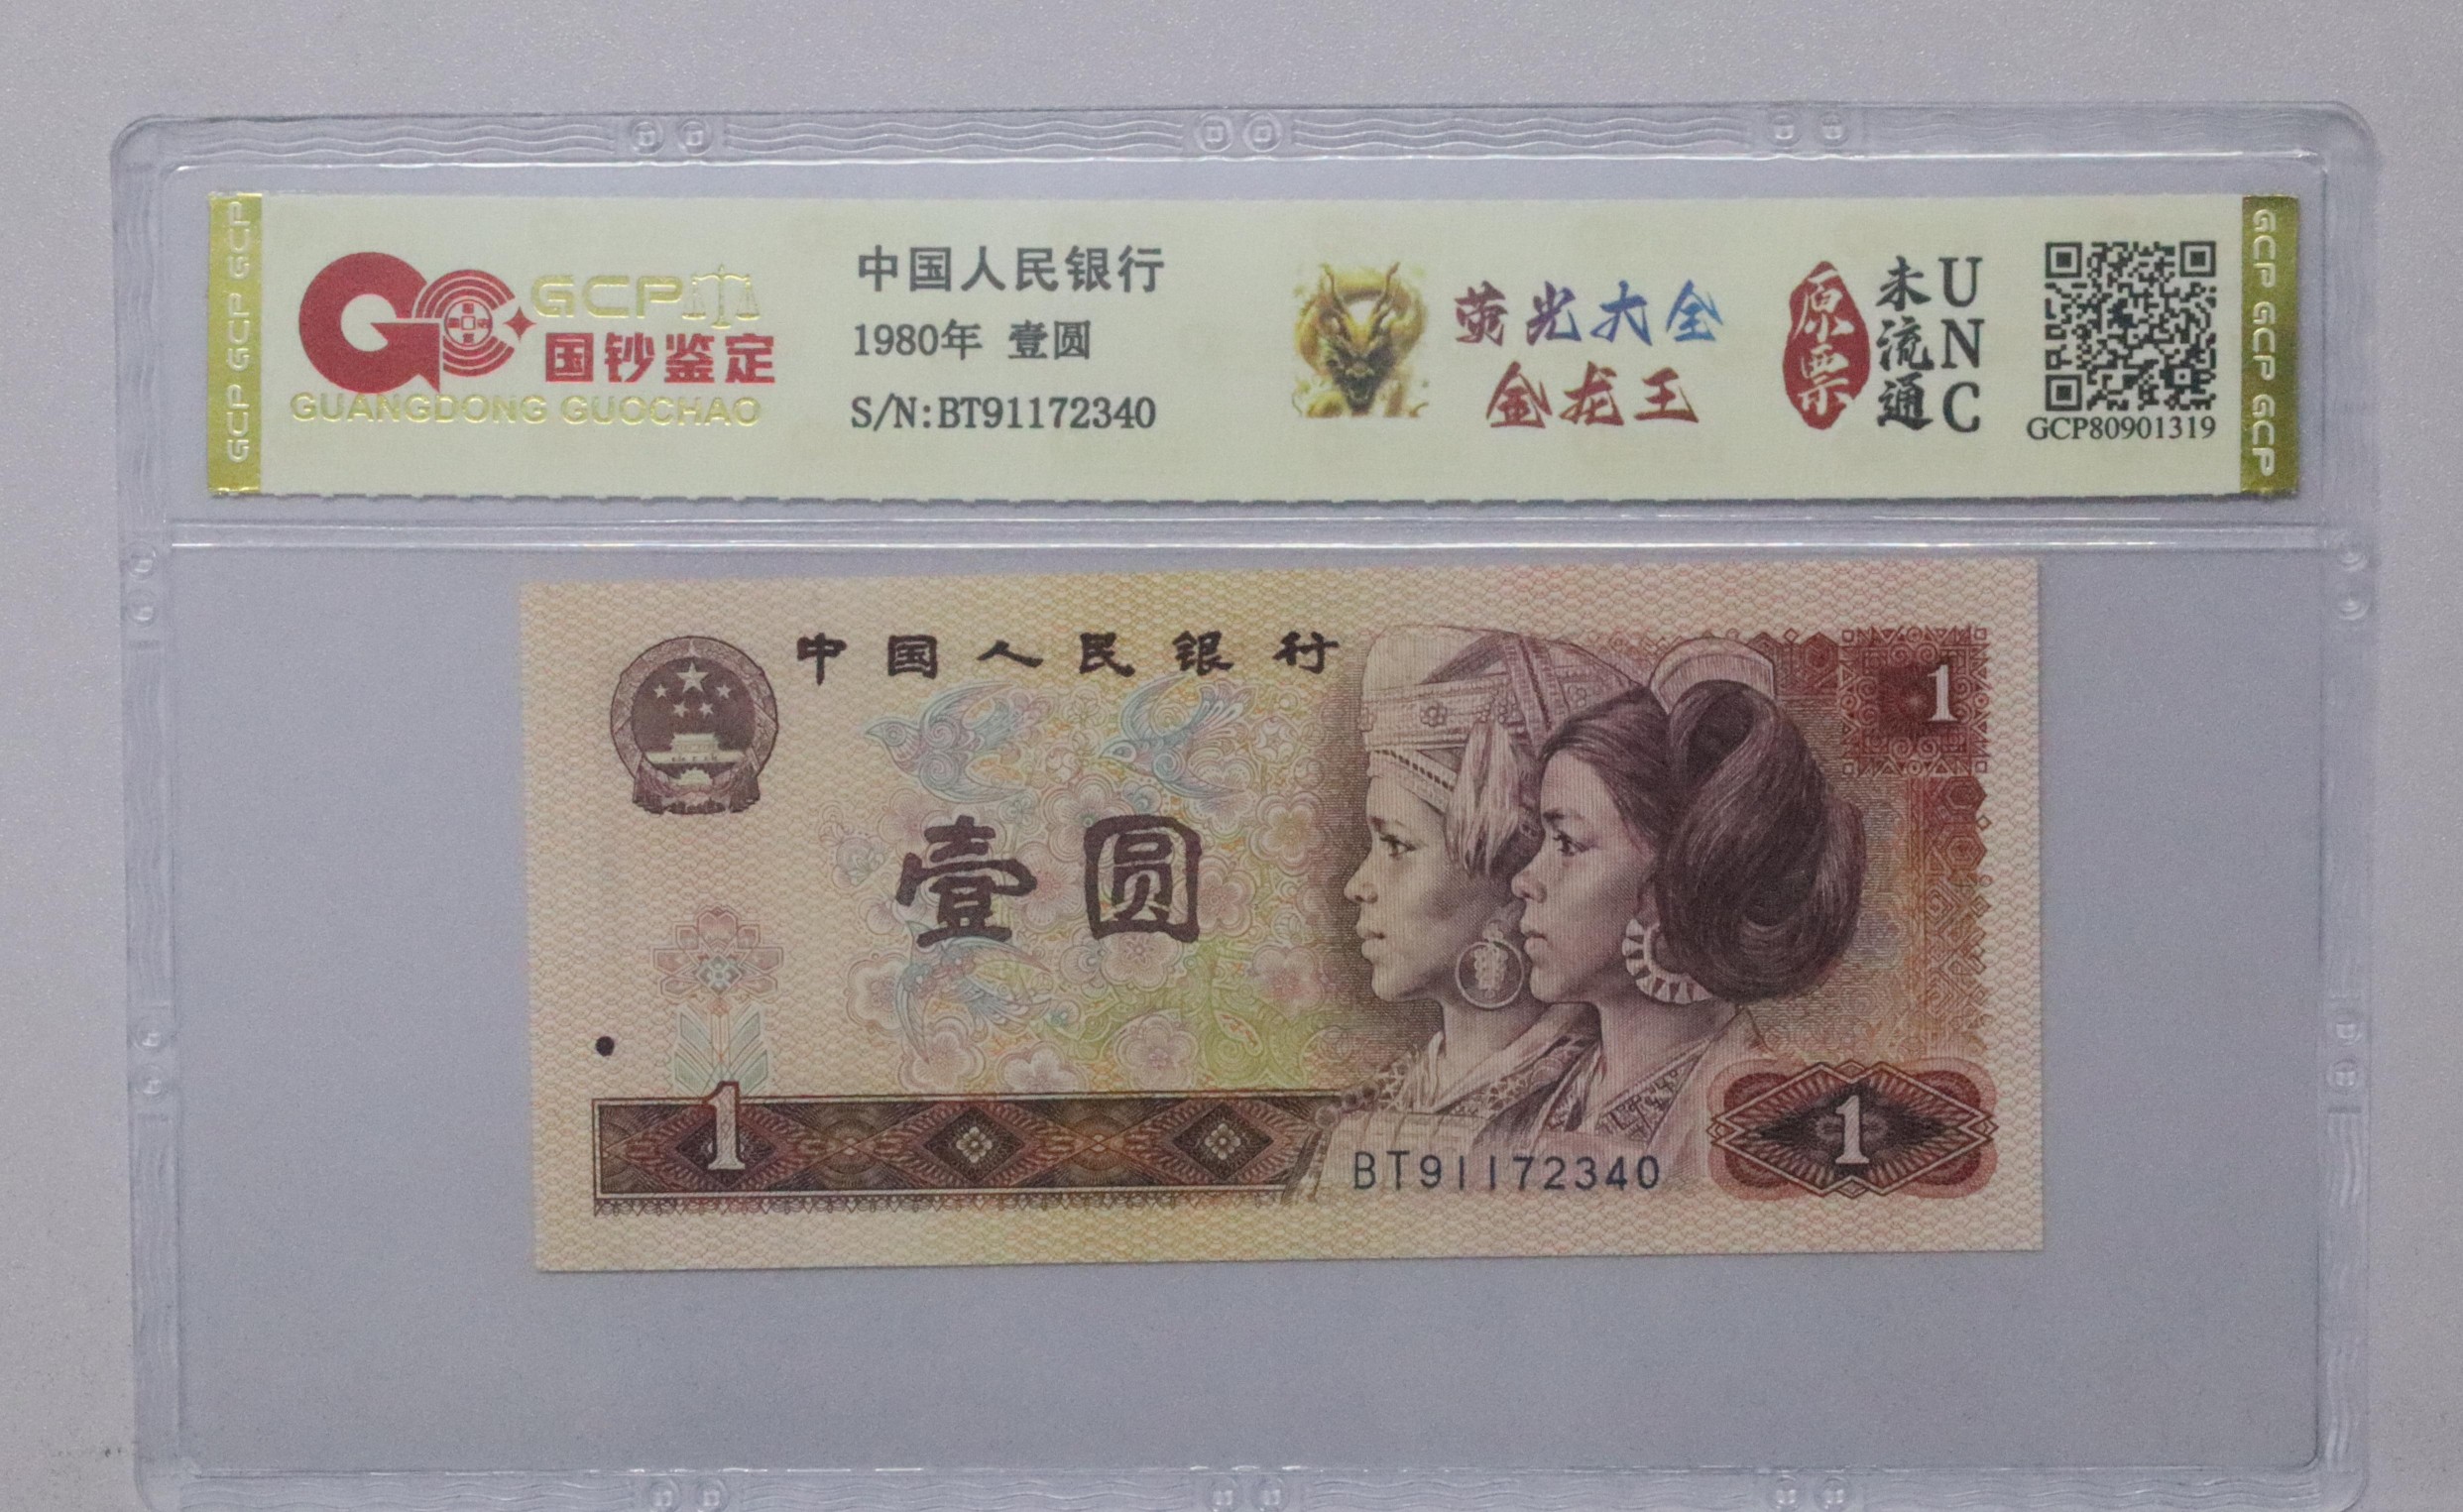 GCP GCP GCP
GCP
国钞鉴定
GUANGDONG GUOCHAO
中国人民银行
1980年 壹圆
S/N:BT91172340
荧光大全
金龙王
原票
未流通
UNC
GCP80901319
GCP GCP GCP GCP
中国人民银行
1
壹圆
1
1
BT91172340